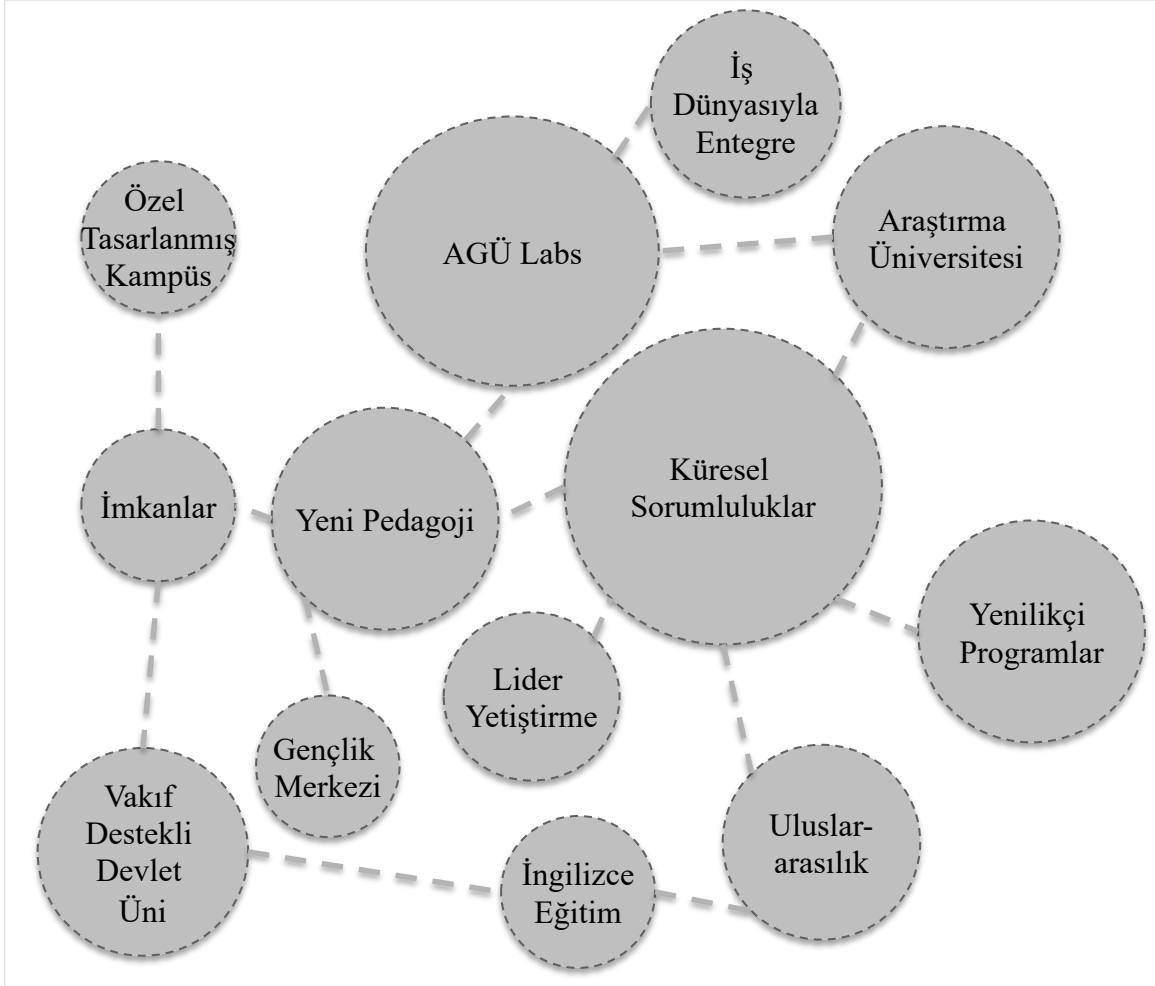 İş
Dünyasıyla
Entegre
Özel
Tasarlanmış
Kampüs
AGÜ Labs
Araştırma
Üniversitesi
Küresel
Sorumluluklar
İmkanlar
Yeni Pedagoji
Yenilikçi
Programlar
Lider
Yetiştirme
Gençlik
Merkezi
Vakıf
Destekli
Devlet
Üni
Uluslar-
arasılık
İngilizce
Eğitim